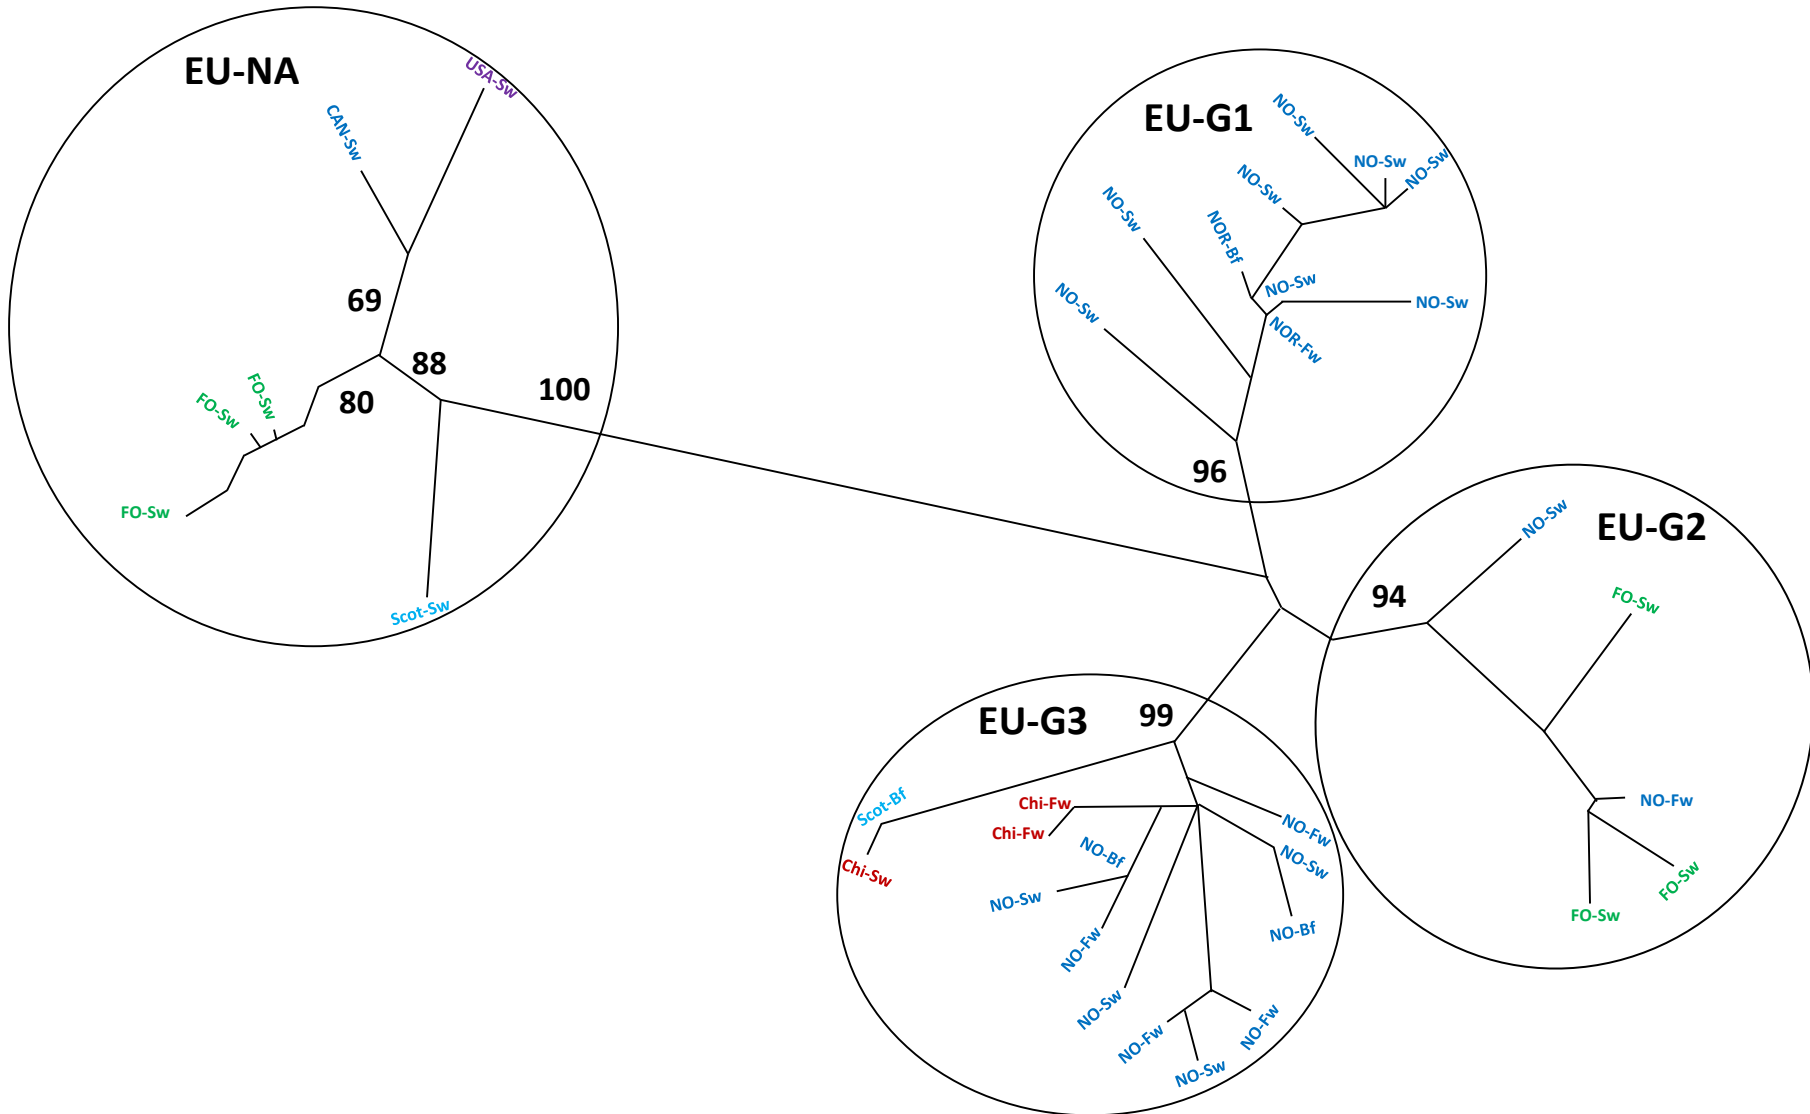 EU-NA
USA-Sw
CAN-Sw
69
88
80
100
FO-Sw
FO-Sw
FO-Sw
Scot-Sw
EU-G1
NO-Sw
NO-Sw
NO-Sw
NO-Sw
NO-Sw
NOR-Bf
NO-Sw
NO-Sw
NO-Sw
NOR-Fw
96
EU-G2
NO-Sw
94
FO-Sw
NO-Fw
FO-Sw
FO-Sw
EU-G3
99
Scot-Bf
Chi-Sw
Chi-Fw
Chi-Fw
NO-Bf
NO-Sw
NO-Fw
NO-Sw
NO-Fw
NO-Sw
NO-Bf
NO-Fw
NO-Sw
NO-Fw